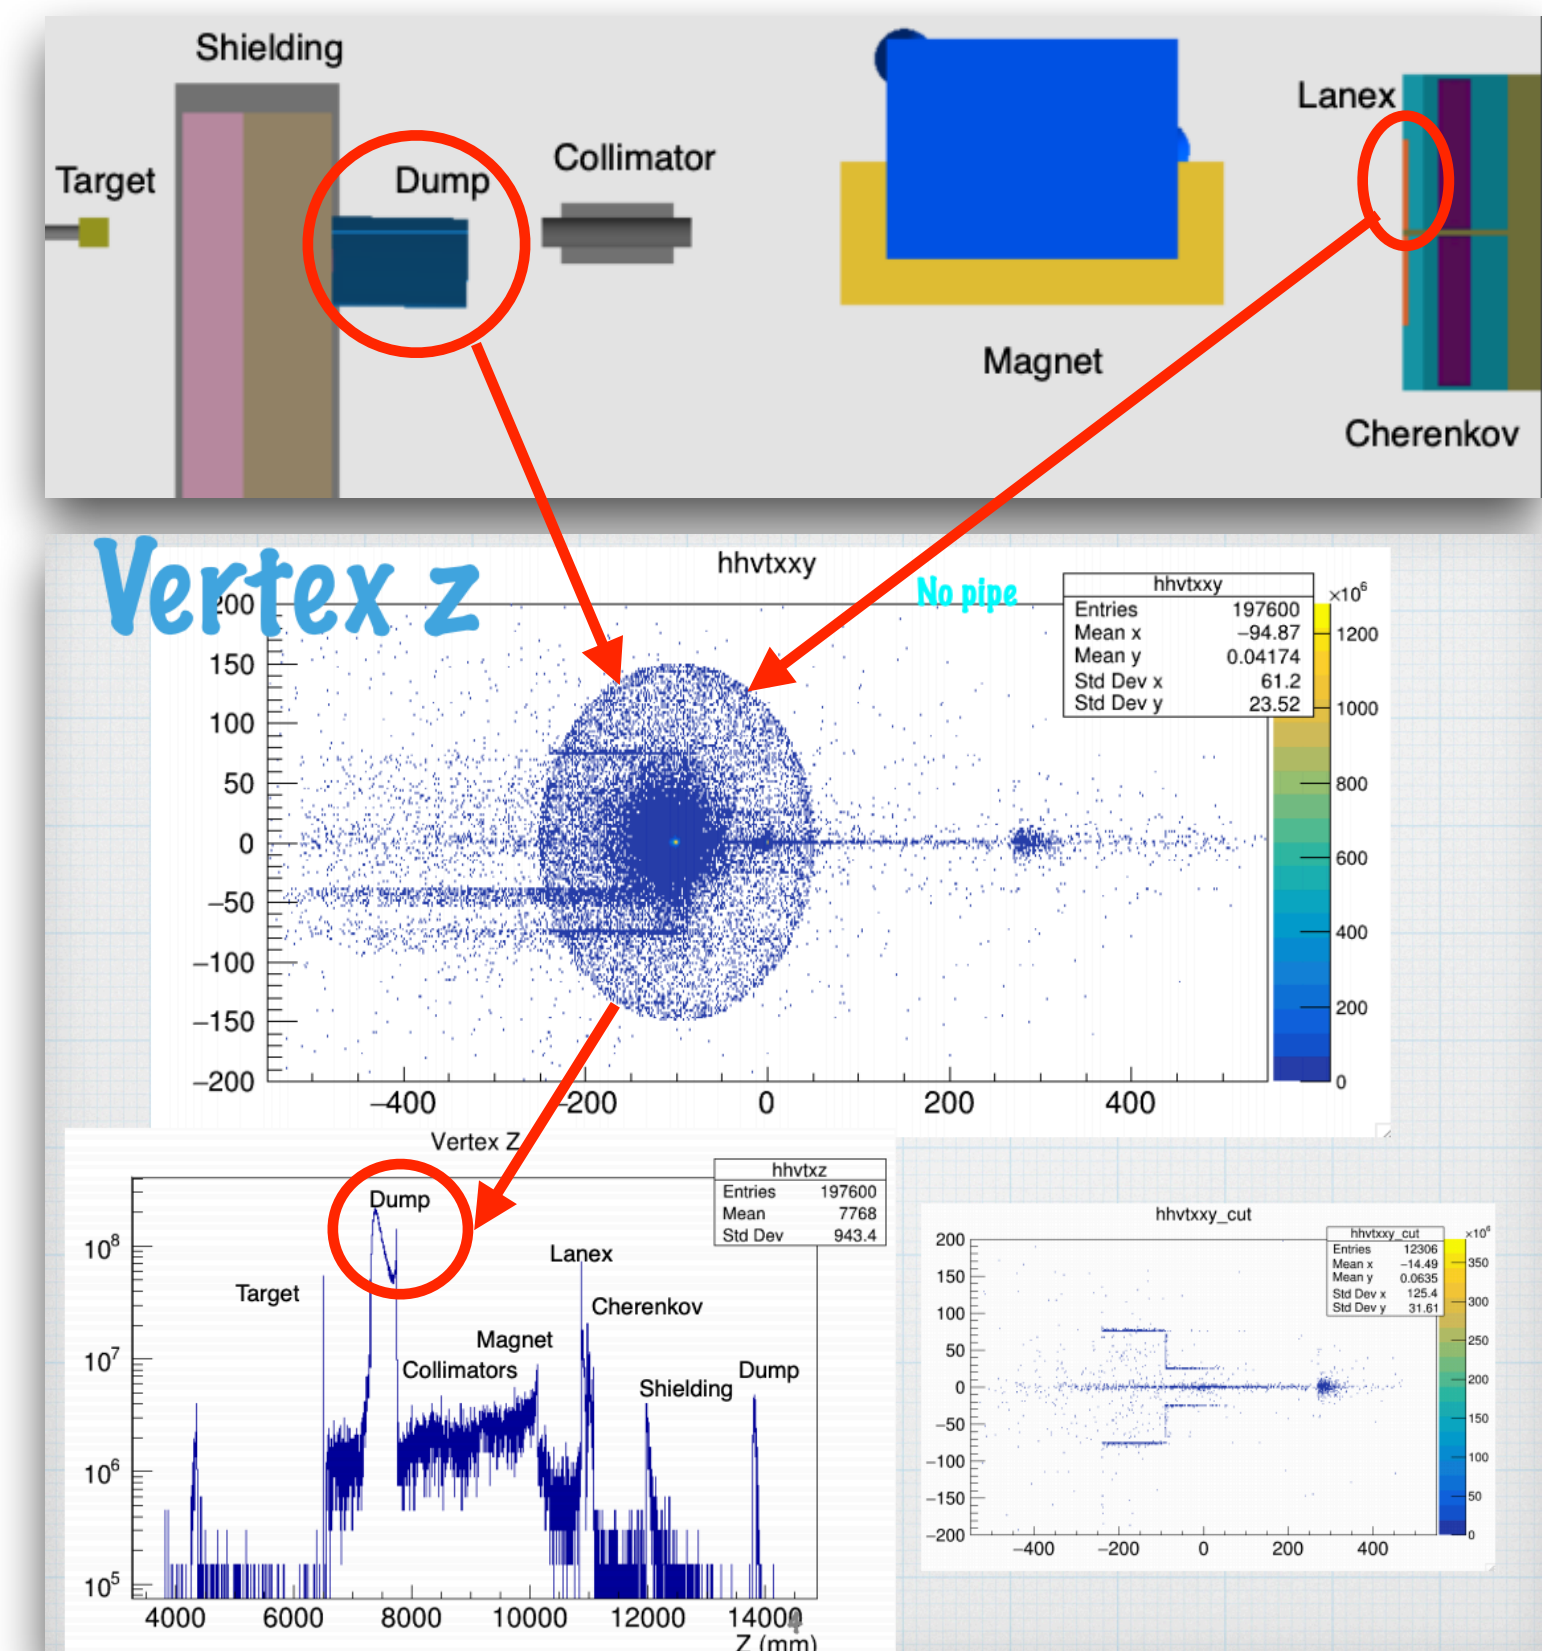 Shielding
Target
Dump
Collimator
Lanex
Magnet
Cherenkov
Vertex z
hhvtxxy
No pipe
hhvtxxy
Entries 197600
Mean x −94.87
Mean y 0.04174
Std Dev x 61.2
Std Dev y 23.52
×10⁶
1200
1000
800
600
400
200
0
200
150
100
50
0
−50
−100
−150
−200
−400 −200 0 200 400
Vertex Z
hhvtxz
Entries 197600
Mean 7768
Std Dev 943.4
Dump
Target
Lanex
Cherenkov
Magnet
Collimators
Shielding
Dump
10⁸
10⁷
10⁶
10⁵
4000 6000 8000 10000 12000 14000
Z (mm)
4
hhvtxxy_cut
hhvtxxy_cut
Entries 12306
Mean x −14.49
Mean y 0.0635
Std Dev x 125.4
Std Dev y 31.61
×10⁶
350
300
250
200
150
100
50
0
200
150
100
50
0
−50
−100
−150
−200
−400 −200 0 200 400